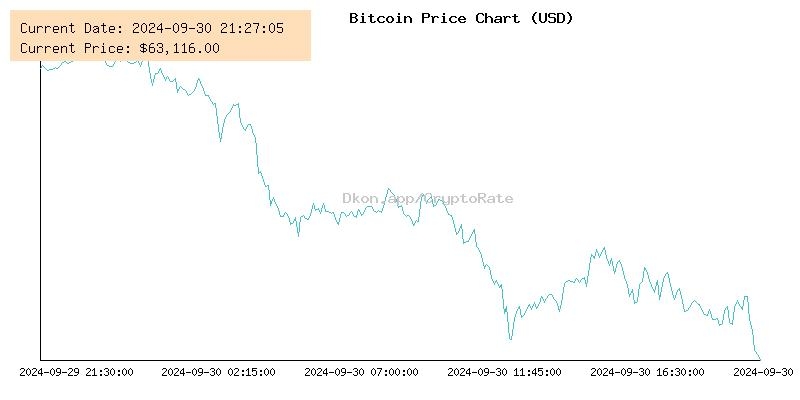 Bitcoin Price Chart (USD)
Current Date: 2024-09-30 21:27:05
Current Price: $63,116.00
Dkon.app/CryptoRate
2024-09-29 21:30:00 2024-09-30 02:15:00 2024-09-30 07:00:00 2024-09-30 11:45:00 2024-09-30 16:30:00 2024-09-30